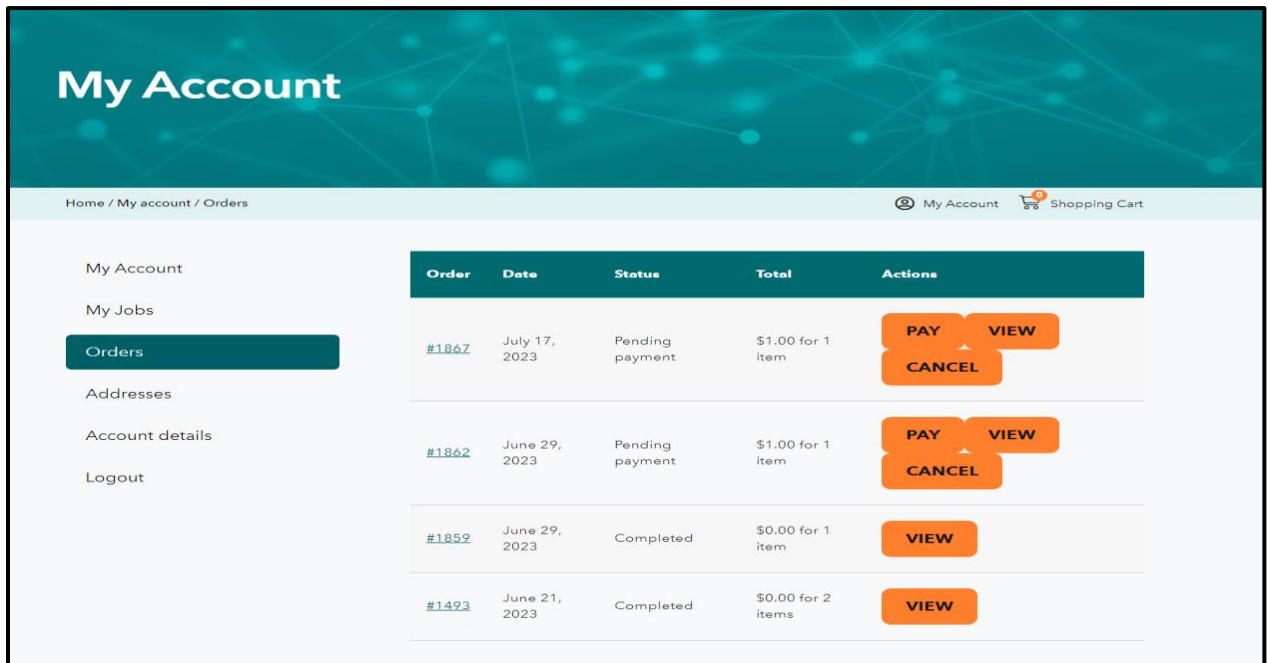 My Account
Home / My account / Orders
0
My Account
Shopping Cart
My Account
My Jobs
Orders
Addresses
Account details
Logout
Order Date Status Total Actions
#1867 July 17, 2023 Pending payment $1.00 for 1 item PAY VIEW CANCEL
#1862 June 29, 2023 Pending payment $1.00 for 1 item PAY VIEW CANCEL
#1859 June 29, 2023 Completed $0.00 for 1 item VIEW
#1493 June 21, 2023 Completed $0.00 for 2 items VIEW